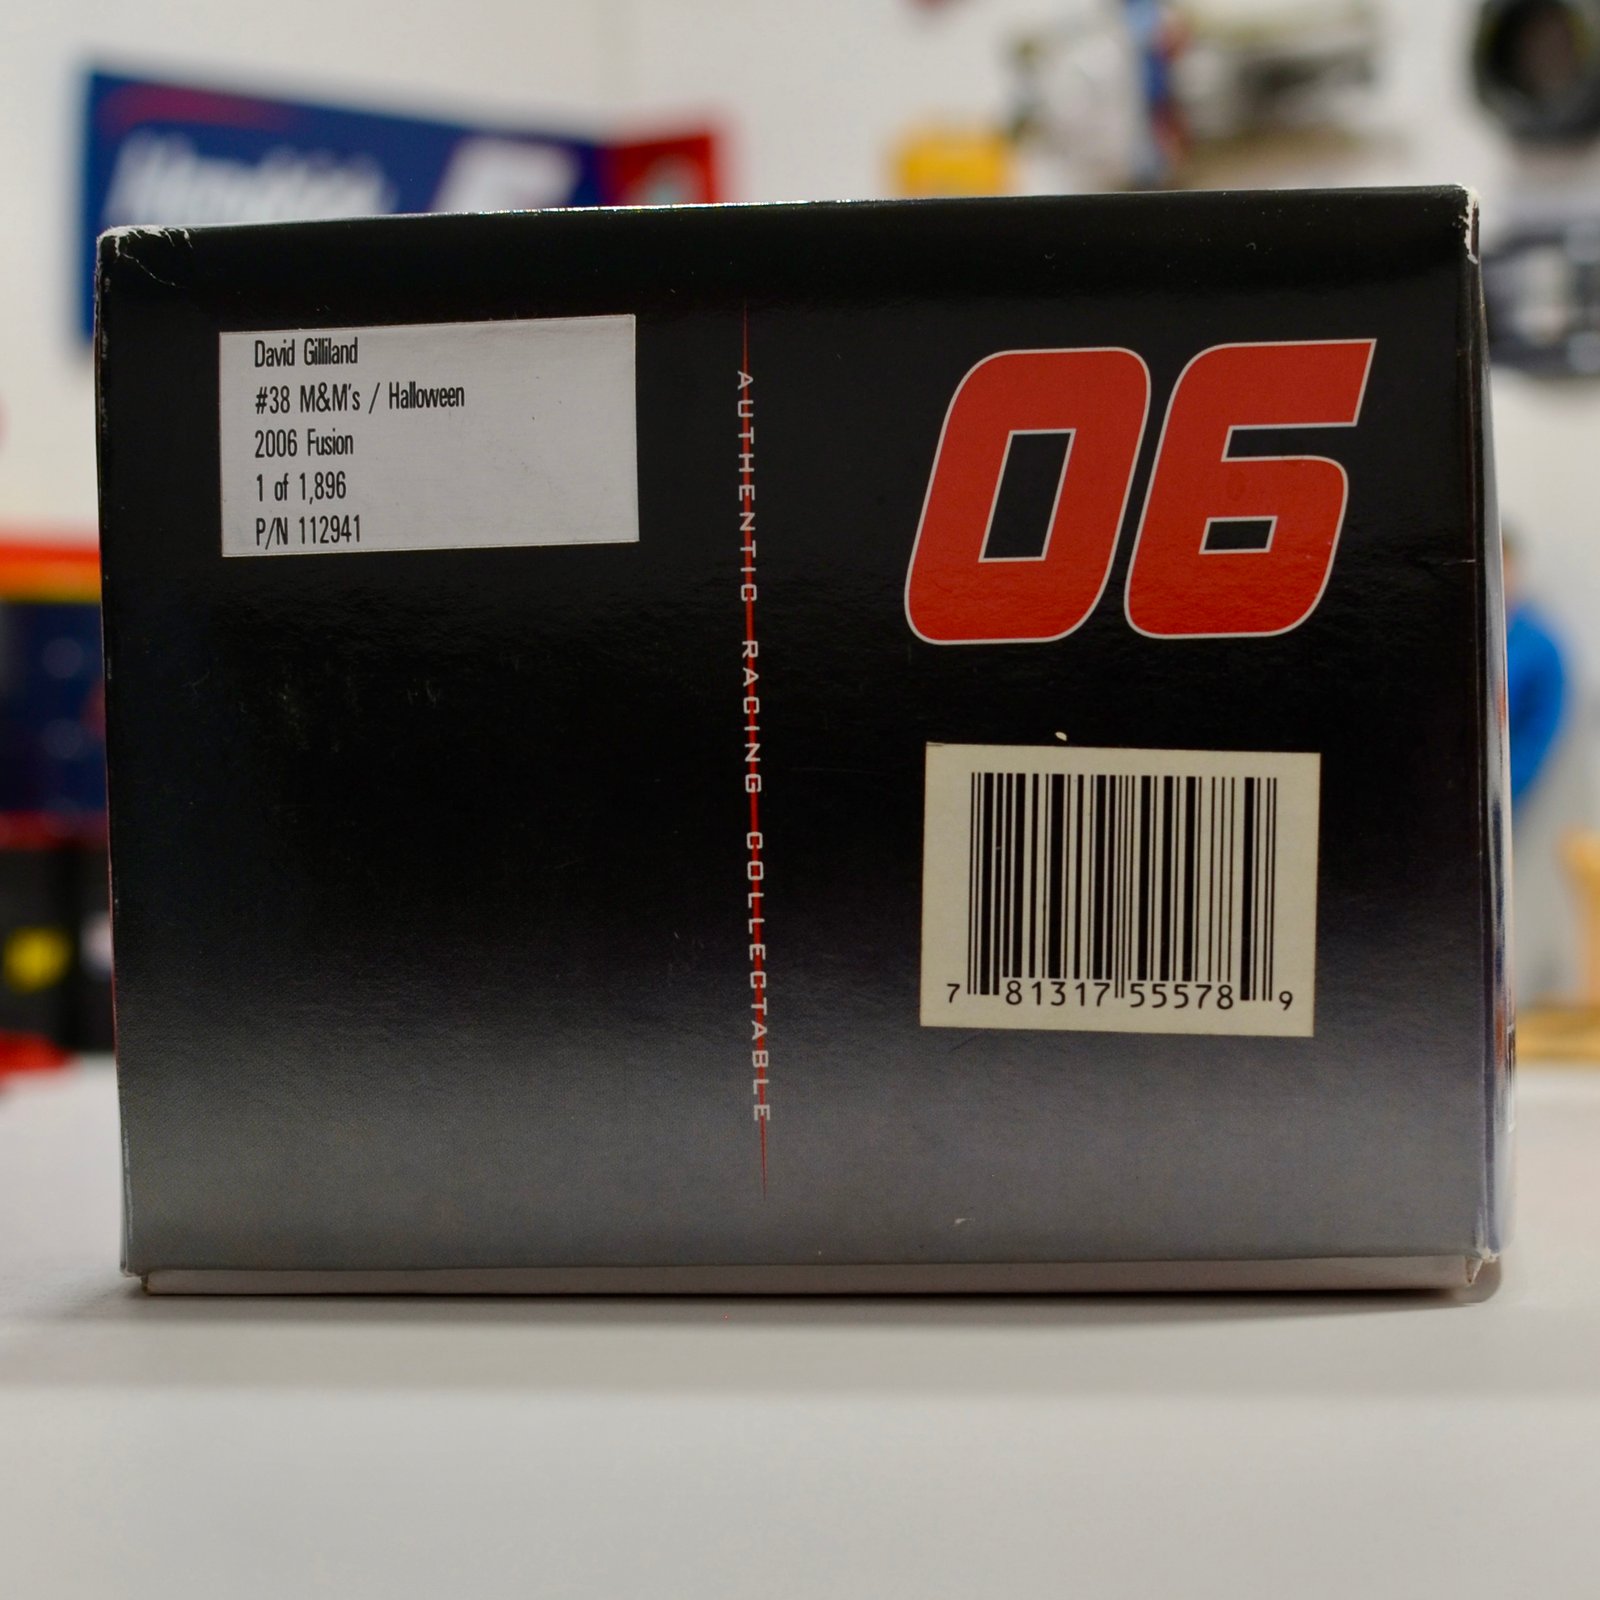 David Gilliland
#38 M&M's / Halloween
2006 Fusion
1 of 1,896
P/N 112941
AUTHENTIC RACING COLLECTABLE
06
7 81317 55578 9